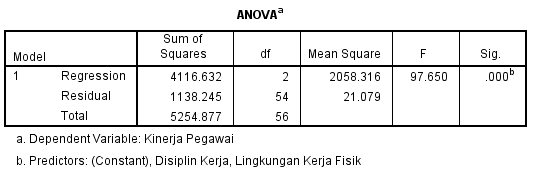 ANOVAa
Model Sum of Squares df Mean Square F Sig.
1 Regression 4116.632 2 2058.316 97.650 .000b
Residual 1138.245 54 21.079
Total 5254.877 56
a. Dependent Variable: Kinerja Pegawai
b. Predictors: (Constant), Disiplin Kerja, Lingkungan Kerja Fisik